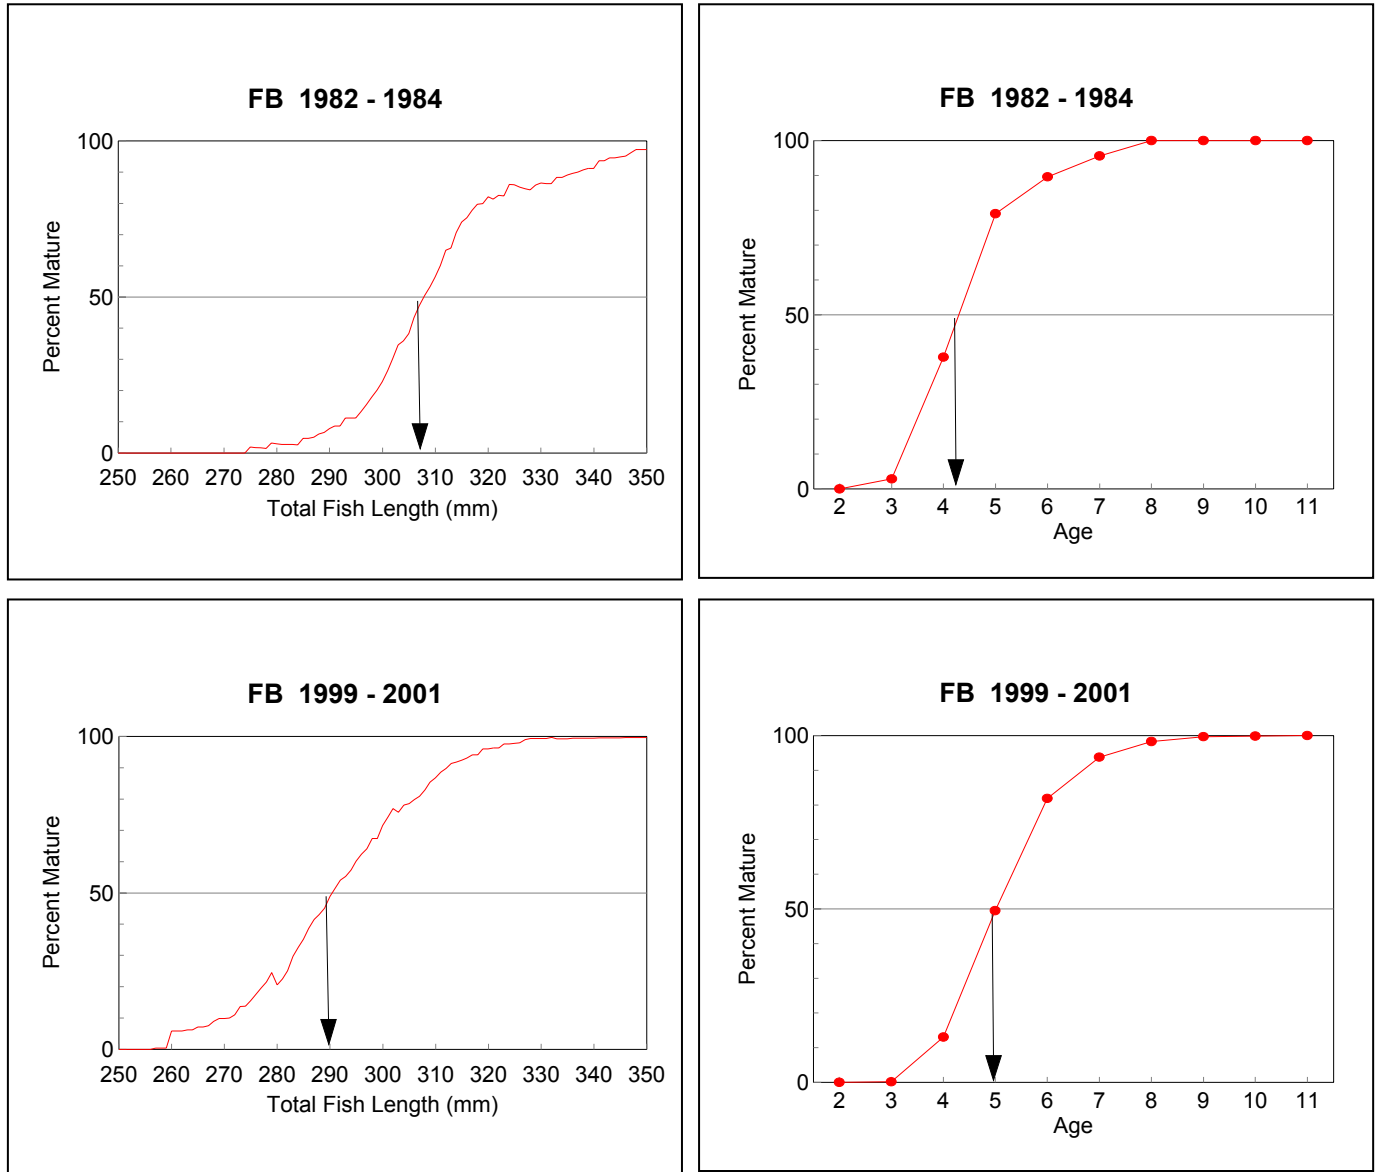 FB 1982 - 1984
100
50
0
Percent Mature
250 260 270 280 290 300 310 320 330 340 350
Total Fish Length (mm)
FB 1982 - 1984
100
50
0
Percent Mature
2 3 4 5 6 7 8 9 10 11
Age
FB 1999 - 2001
100
50
0
Percent Mature
250 260 270 280 290 300 310 320 330 340 350
Total Fish Length (mm)
FB 1999 - 2001
100
50
0
Percent Mature
2 3 4 5 6 7 8 9 10 11
Age